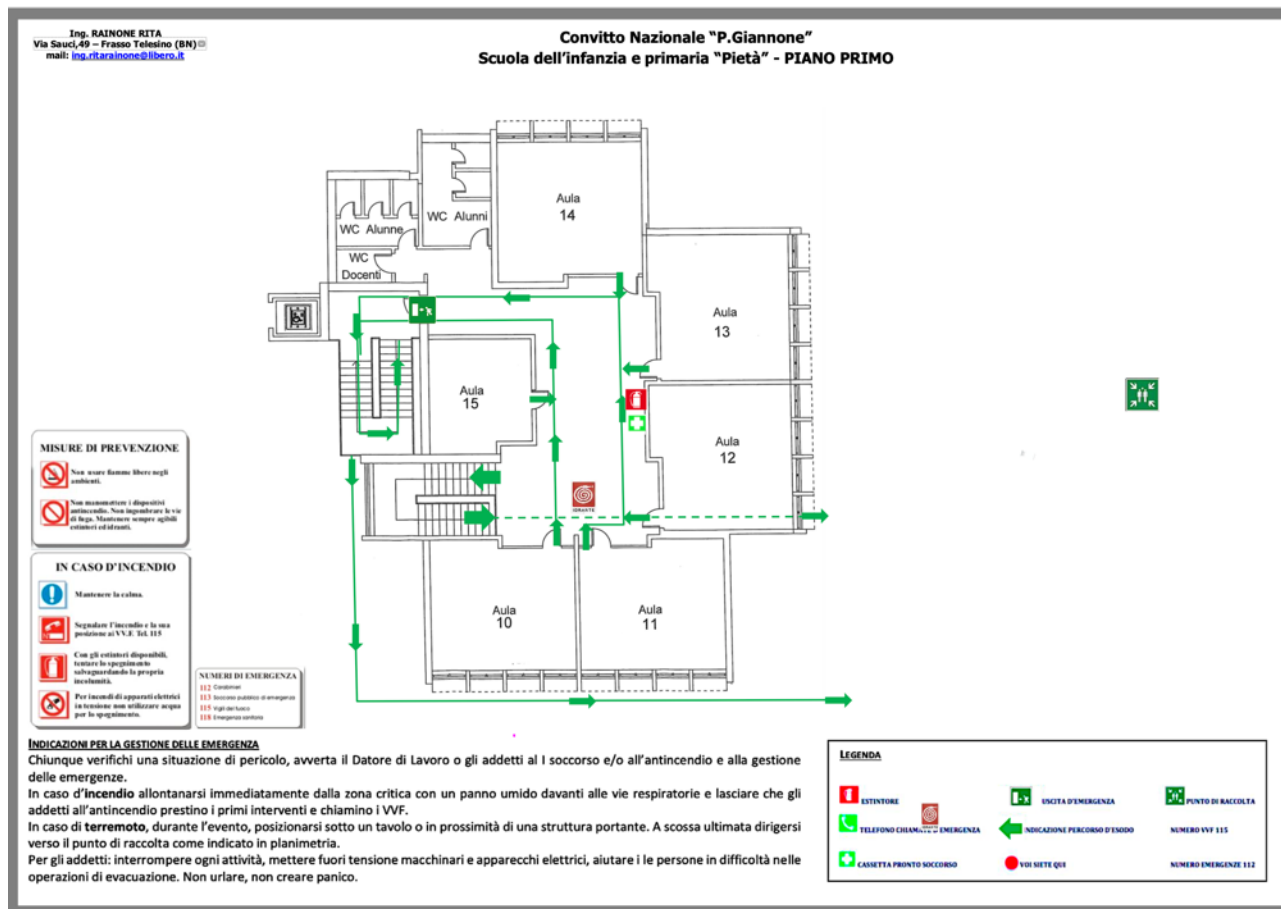 Ing. RAINONE RITA
Via Sauci,49 – Frasso Telesino (BN)
mail: ing.ritarainone@libero.it
Convitto Nazionale “P.Giannone”
Scuola dell’infanzia e primaria “Pietà” - PIANO PRIMO
Aula
14
WC Alunni
WC Alunne
WC
Docenti
Aula
13
Aula
15
Aula
12
IDRANTE
Aula
10
Aula
11
MISURE DI PREVENZIONE
Non usare fiamme libere negli
ambienti.
Non manomettere i dispositivi
antincendio. Non ingombrare le vie
di fuga. Mantenere sempre agibili
estintori ed idranti.
IN CASO D'INCENDIO
Mantenere la calma.
Segnalare l'incendio e la sua
posizione ai VV.F. Tel. 115
Con gli estintori disponibili,
tentare lo spegnimento
salvaguardando la propria
incolumità.
Per incendi di apparati elettrici
in tensione non utilizzare acqua
per lo spegnimento.
NUMERI DI EMERGENZA
112 Carabinieri
113 Soccorso pubblico di emergenza
115 Vigili del fuoco
118 Emergenza sanitaria
INDICAZIONI PER LA GESTIONE DELLE EMERGENZA
Chiunque verifichi una situazione di pericolo, avverta il Datore di Lavoro o gli addetti al I soccorso e/o all’antincendio e alla gestione
delle emergenze.
In caso d’incendio allontanarsi immediatamente dalla zona critica con un panno umido davanti alle vie respiratorie e lasciare che gli
addetti all’antincendio prestino i primi interventi e chiamino i VVF.
In caso di terremoto, durante l’evento, posizionarsi sotto un tavolo o in prossimità di una struttura portante. A scossa ultimata dirigersi
verso il punto di raccolta come indicato in planimetria.
Per gli addetti: interrompere ogni attività, mettere fuori tensione macchinari e apparecchi elettrici, aiutare i le persone in difficoltà nelle
operazioni di evacuazione. Non urlare, non creare panico.
LEGENDA
ESTINTORE
USCITA D'EMERGENZA
PUNTO DI RACCOLTA
IDRANTE
TELEFONO CHIAMATE D'EMERGENZA
INDICAZIONE PERCORSO D'ESODO
NUMERO VVF 115
CASSETTA PRONTO SOCCORSO
VOI SIETE QUI
NUMERO EMERGENZE 112